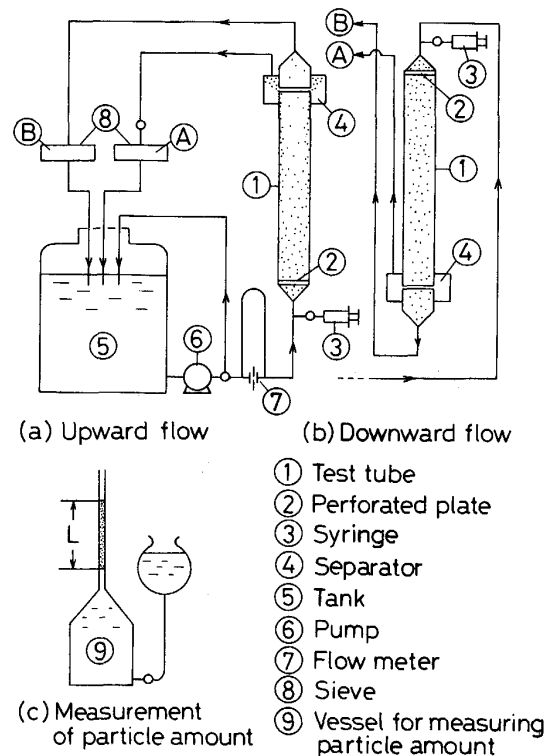 Ⓑ
Ⓐ
③
②
④
Ⓑ
⑧
Ⓐ
①
①
②
④
⑤
⑥
③
⑦
(a) Upward flow
(b) Downward flow
L
⑨
(c) Measurement
of particle amount
① Test tube
② Perforated plate
③ Syringe
④ Separator
⑤ Tank
⑥ Pump
⑦ Flow meter
⑧ Sieve
⑨ Vessel for measuring
particle amount